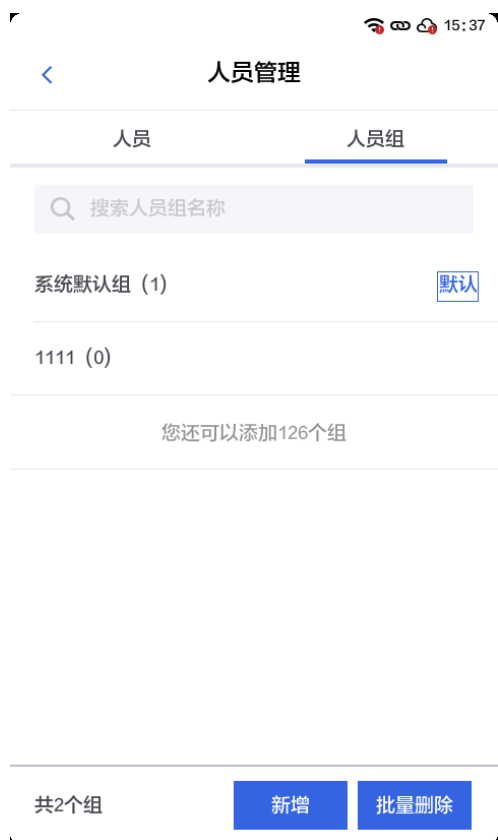 15:37
人员管理
人员 人员组
搜索人员组名称
系统默认组（1） 默认
1111（0）
您还可以添加126个组
共2个组 新增 批量删除